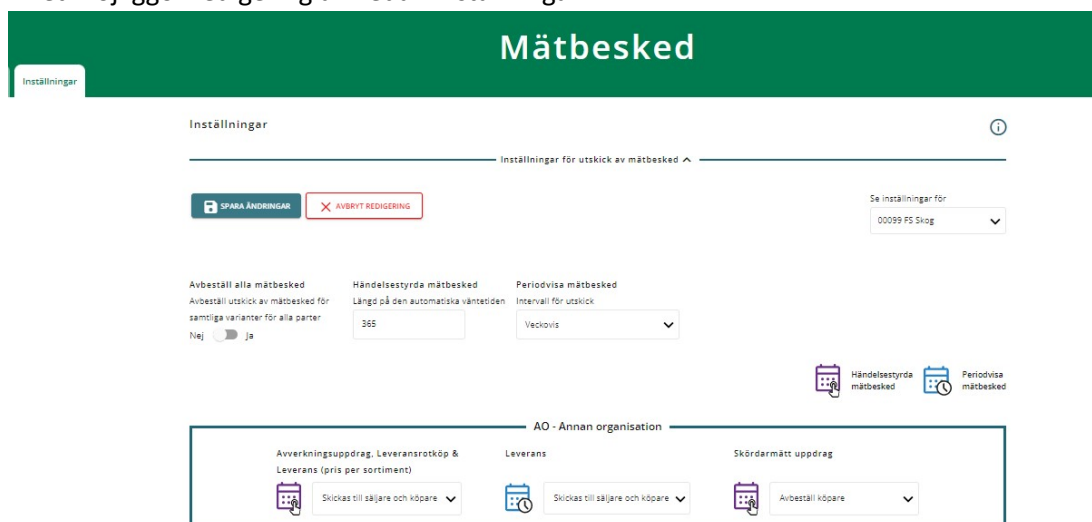 Mätbesked
Inställningar
Inställningar
Inställningar för utskick av mätbesked
SPARA ÄNDRINGAR
AVBRYT REDIGERING
Se inställningar för
00099 FS Skog
Avbeställ alla mätbesked
Avbeställ utskick av mätbesked för
samtliga varianter för alla parter
Nej Ja
Händelsestyrda mätbesked
Längd på den automatiska väntetiden
365
Periodvisa mätbesked
Intervall för utskick
Veckovis
Händelsestyrda
mätbesked
Periodvisa
mätbesked
AO - Annan organisation
Avverkningsuppdrag, Leveransrotköp &
Leverans (pris per sortiment)
Skickas till säljare och köpare
Leverans
Skickas till säljare och köpare
Skördarmätt uppdrag
Avbeställ köpare